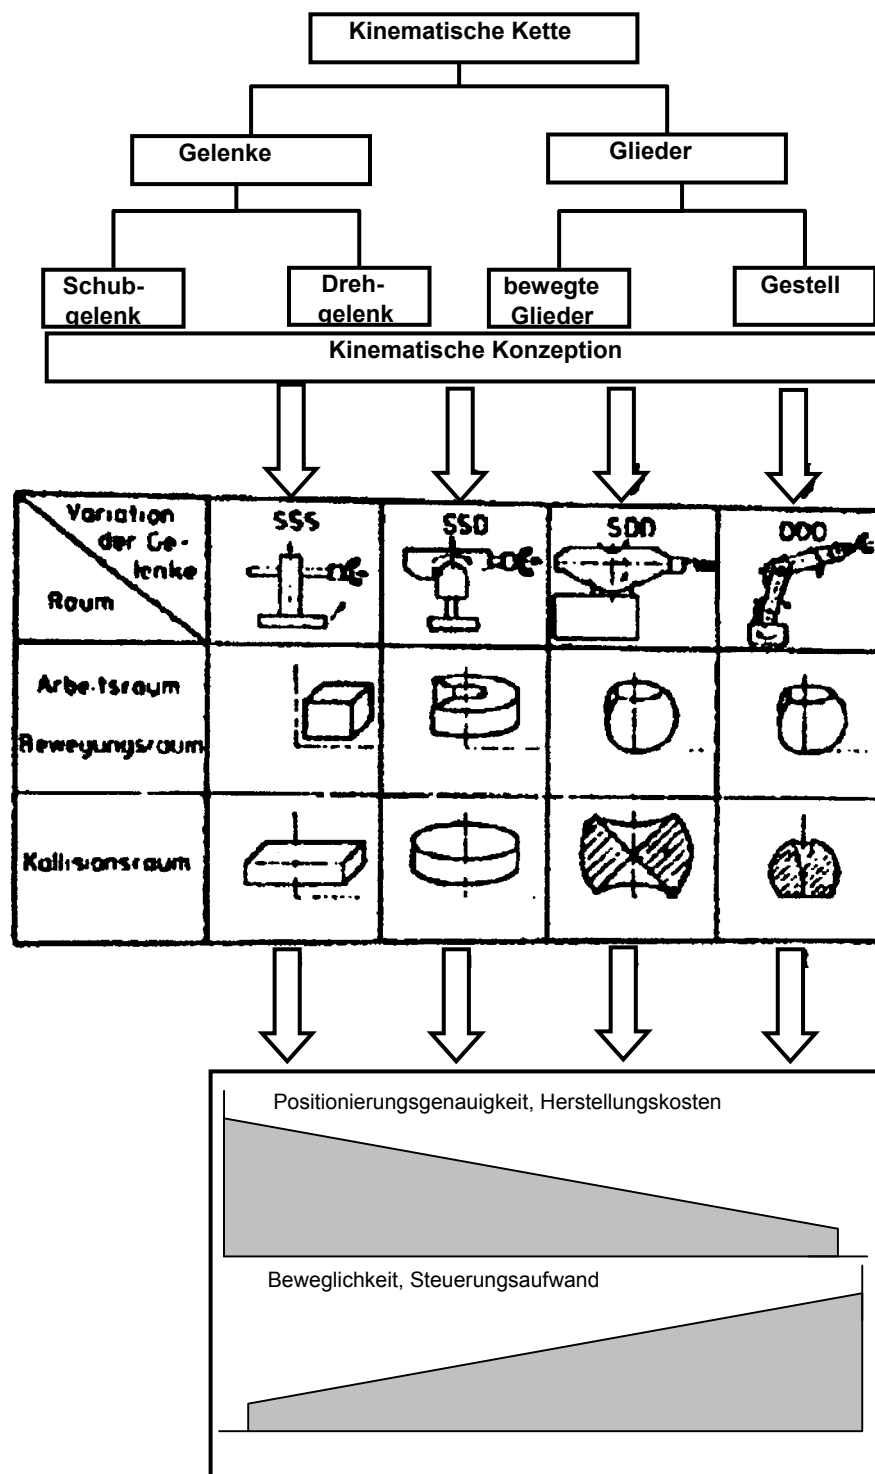 Kinematische Kette
Gelenke
Glieder
Schub-
gelenk
Dreh-
gelenk
bewegte
Glieder
Gestell
Kinematische Konzeption
Variation
der Ge-
lenke
Raum
SSS
SSD
SDD
DDD
Arbeitsraum
Bewegungsraum
Kollisionsraum
Positionierungsgenauigkeit, Herstellungskosten
Beweglichkeit, Steuerungsaufwand